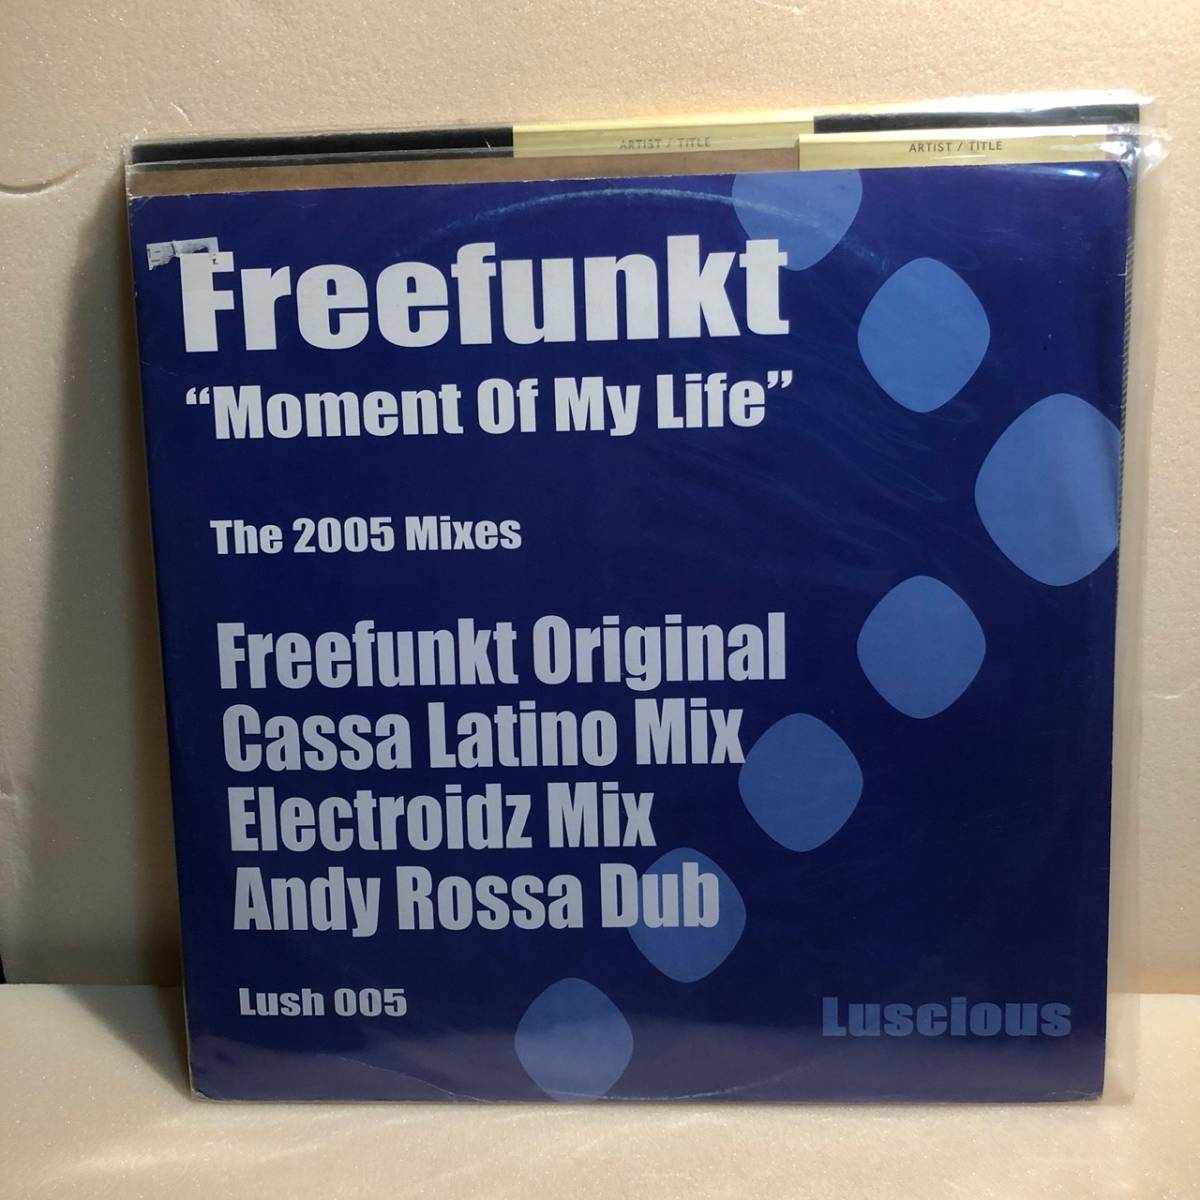 ARTIST / TITLE
ARTIST / TITLE
Freefunkt
“Moment Of My Life”
The 2005 Mixes
Freefunkt Original
Cassa Latino Mix
Electroidz Mix
Andy Rossa Dub
Lush 005
Luscious